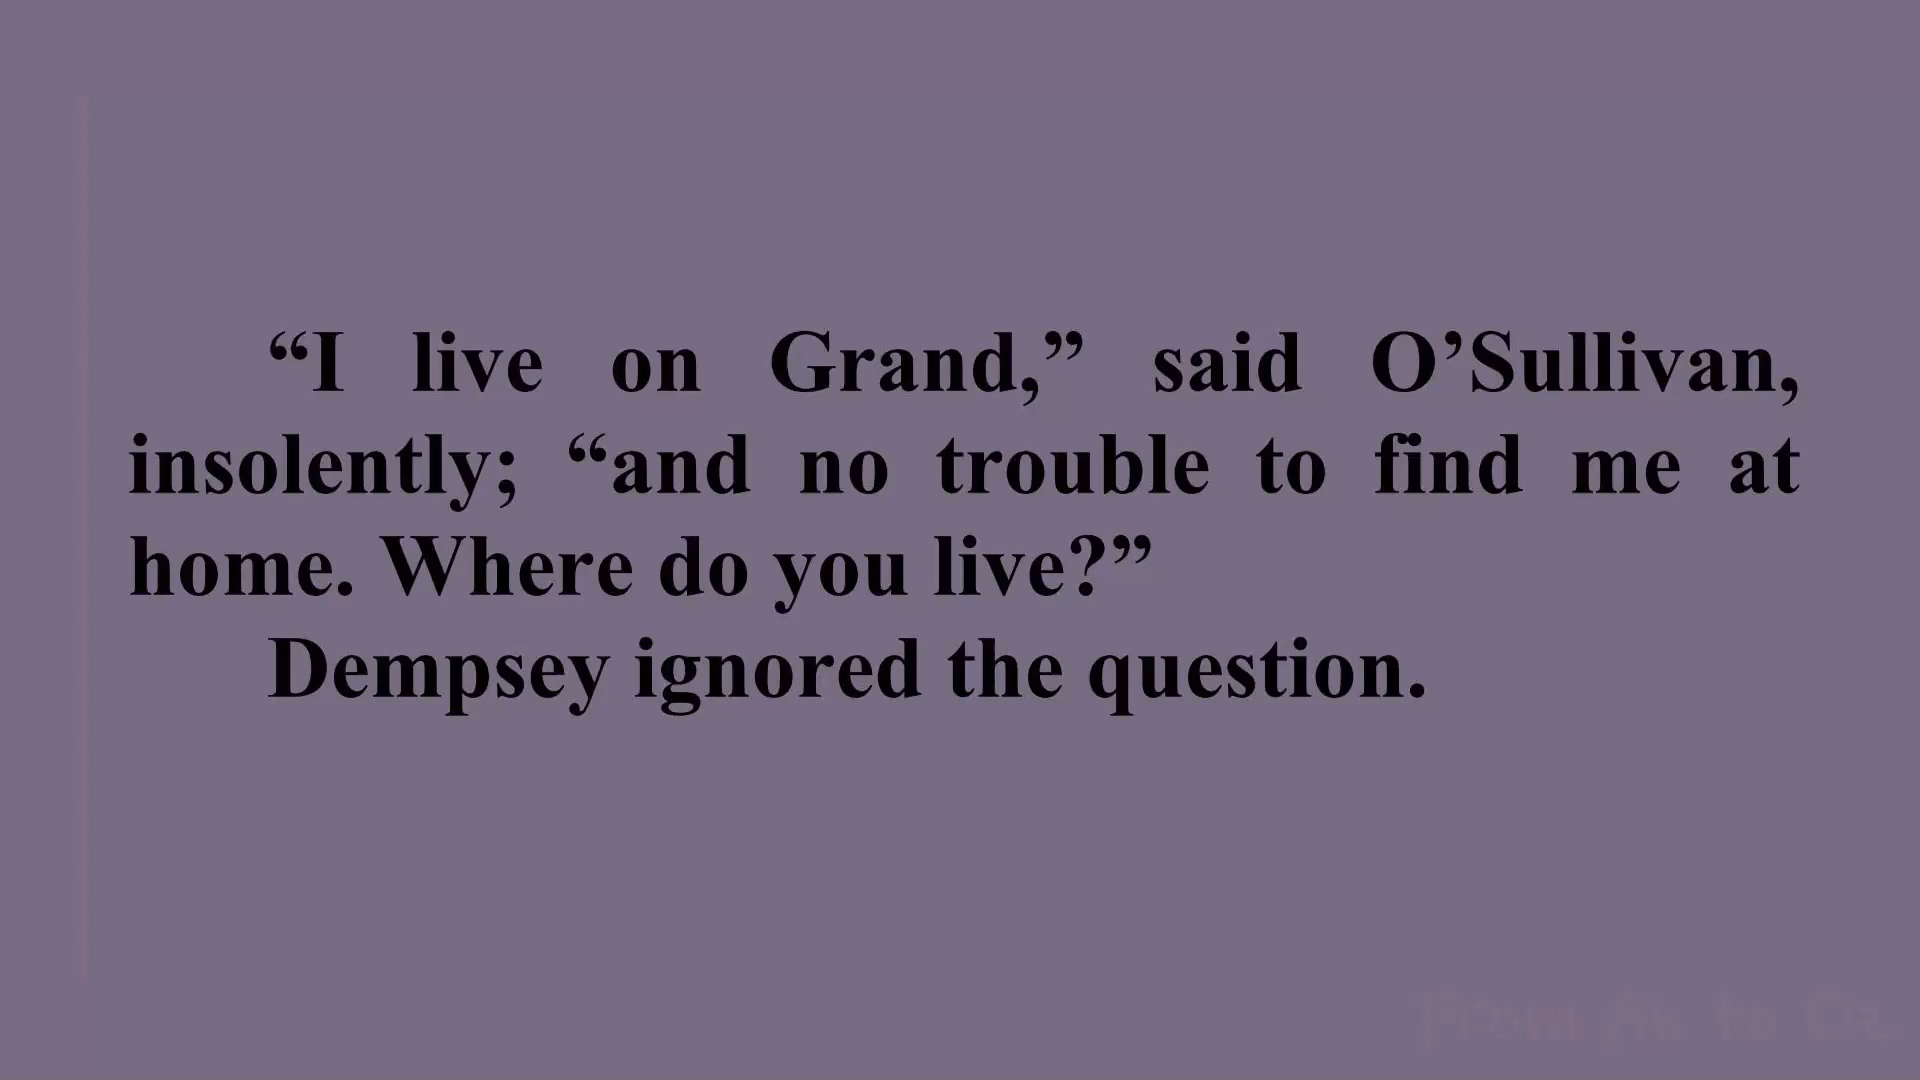 “I live on Grand,” said O’Sullivan,
insolently; “and no trouble to find me at
home. Where do you live?”
Dempsey ignored the question.